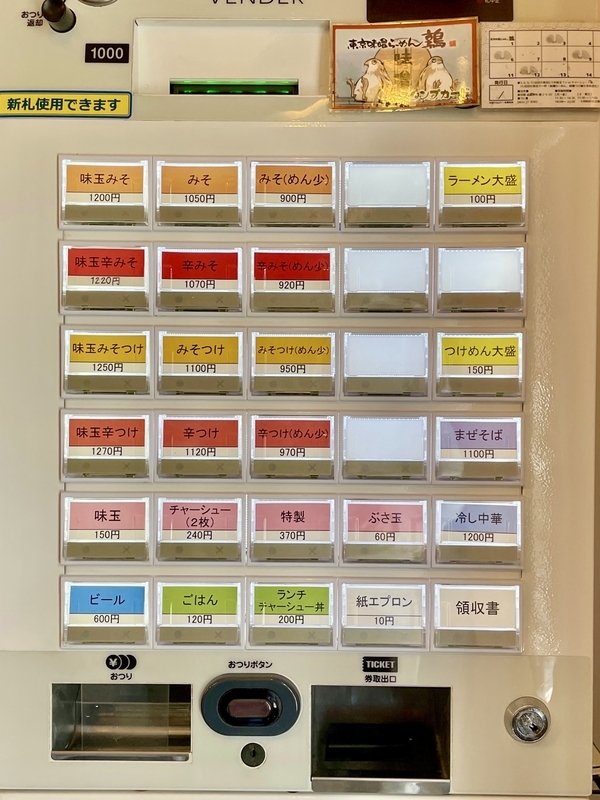 VENDER
おつり
返却
1000
新札使用できます
東京味噌らーめん 鶉
味玉みそ
1200円
みそ
1050円
みそ(めん少)
900円
ラーメン大盛
100円
味玉辛みそ
1220円
辛みそ
1070円
辛みそ(めん少)
920円
味玉みそつけ
1250円
みそつけ
1100円
みそつけ(めん少)
950円
つけめん大盛
150円
味玉辛つけ
1270円
辛つけ
1120円
辛つけ(めん少)
970円
まぜそば
1100円
味玉
150円
チャーシュー
(2枚)
240円
特製
370円
うさ玉
60円
冷し中華
1200円
ビール
600円
ごはん
120円
ランチ
チャーシュー丼
200円
紙エプロン
10円
領収書
¥
おつり
おつりボタン
TICKET
券取出口